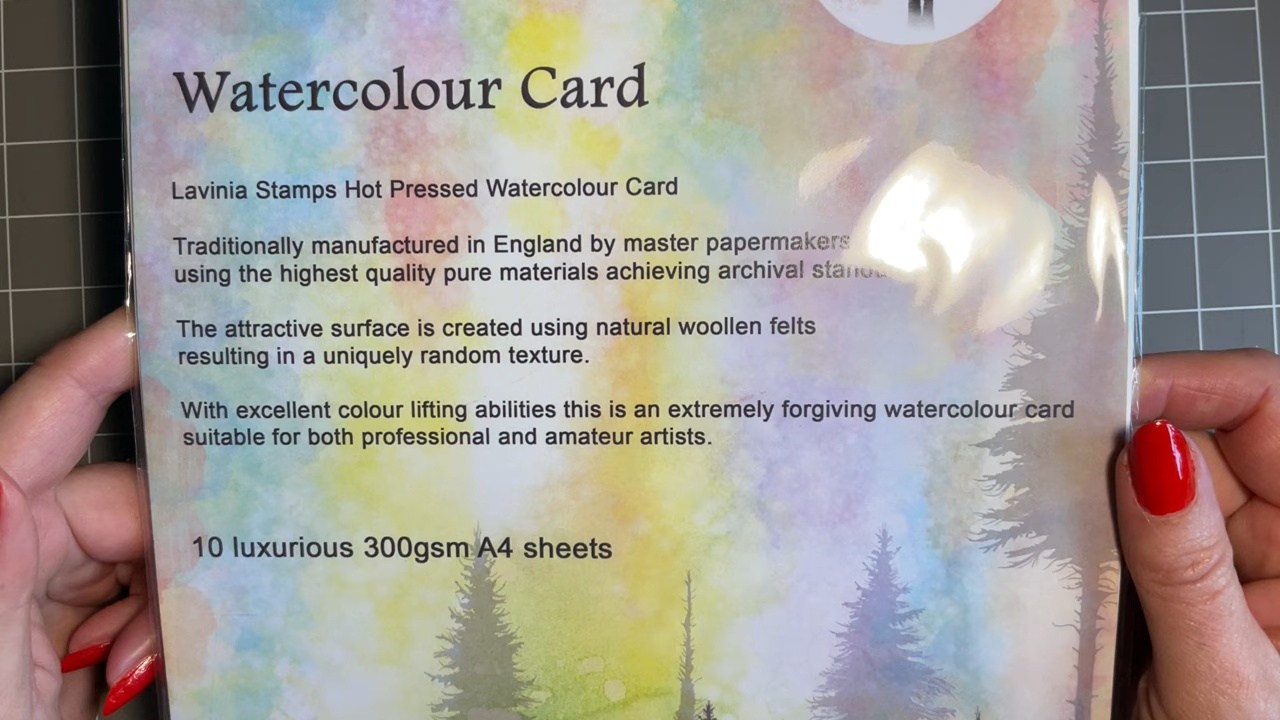 Watercolour Card
Lavinia Stamps Hot Pressed Watercolour Card
Traditionally manufactured in England by master papermakers
using the highest quality pure materials achieving archival
The attractive surface is created using natural woollen felts
resulting in a uniquely random texture.
With excellent colour lifting abilities this is an extremely forgiving watercolour card
suitable for both professional and amateur artists.
10 luxurious 300gsm A4 sheets